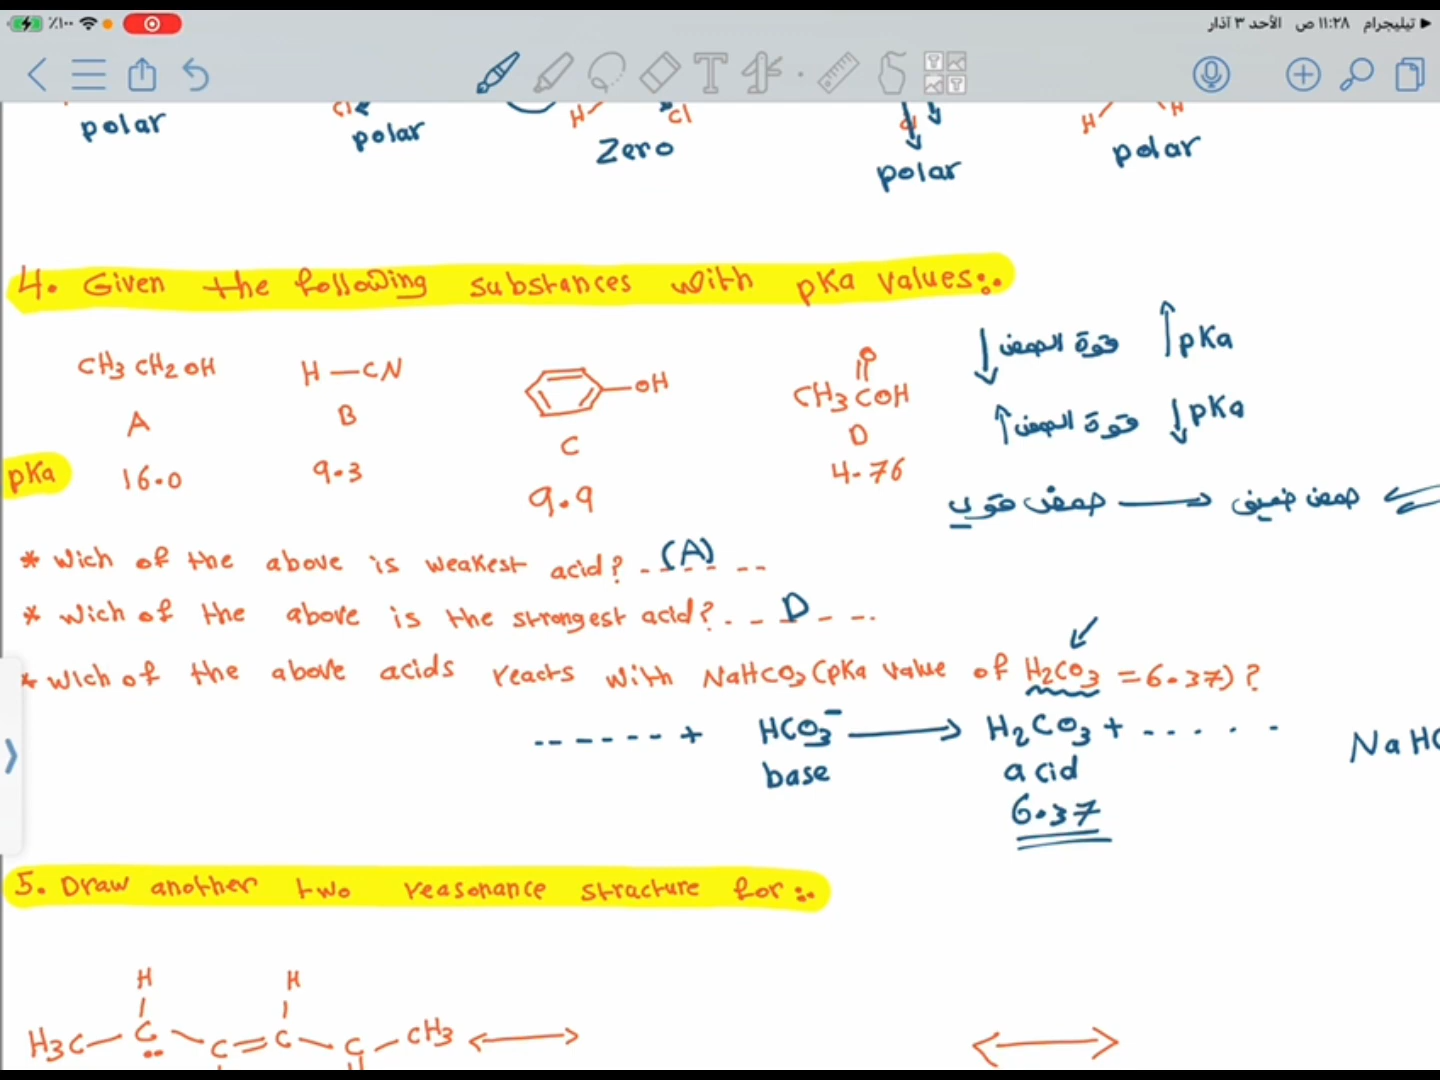 ٪١٠٠
◀ تيليجرام ١١:٢٨ ص الأحد ٣ آذار
Cl
H
Cl
H
H
polar
polar
Zero
polar
polar
4. Given the following substances with pKa values:.
CH3 CH2 OH
H — CN
OH
O
CH3 COH
A
B
C
D
pKa
16.0
9.3
9.9
4.76
↓ قوة الحمض ↑ pKa
↑ قوة الحمض ↓ pKa
حمض قوي → حمض ضعيف
* Wich of the above is weakest acid? - (A) - - -
* Wich of the above is the strongest acid? - - D - - -.
* Wich of the above acids reacts with NaHCO3 (pKa value of H2CO3 = 6.37) ?
------ + HCO3⁻ → H2CO3 + ......
base
acid
6.37
5. Draw another two reasonance stracture for:.
H
H
H3C — C — C = C — C — CH3 ↔ ↔